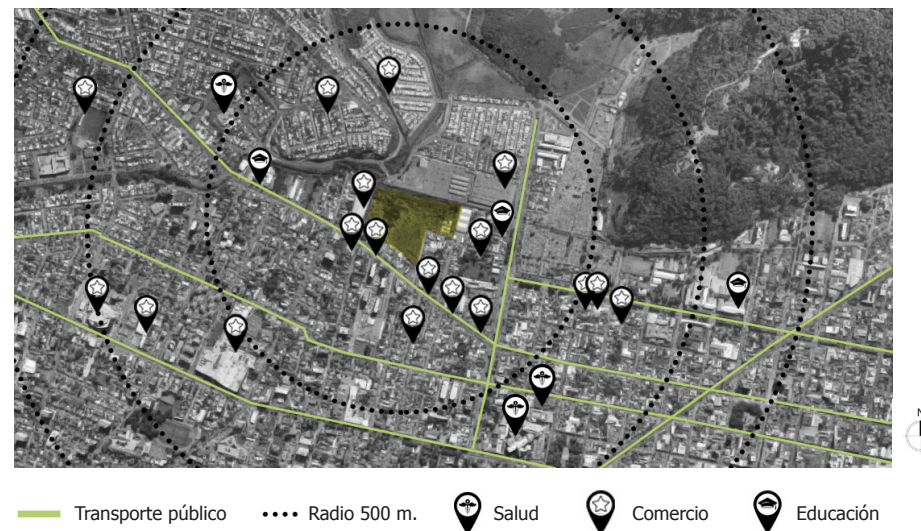 N
Transporte público
Radio 500 m.
Salud
Comercio
Educación